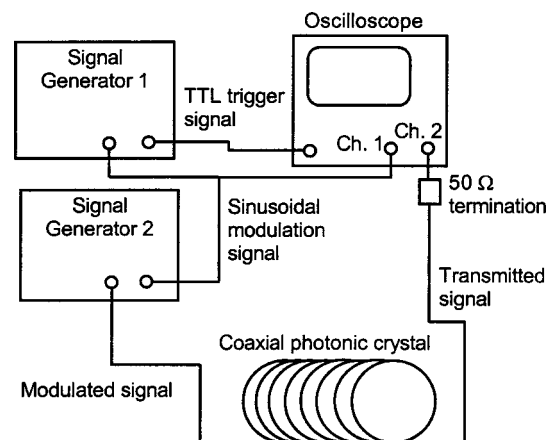 Oscilloscope
Signal
Generator 1
TTL trigger
signal
Ch. 1
Ch. 2
50 Ω
termination
Signal
Generator 2
Sinusoidal
modulation
signal
Transmitted
signal
Coaxial photonic crystal
Modulated signal